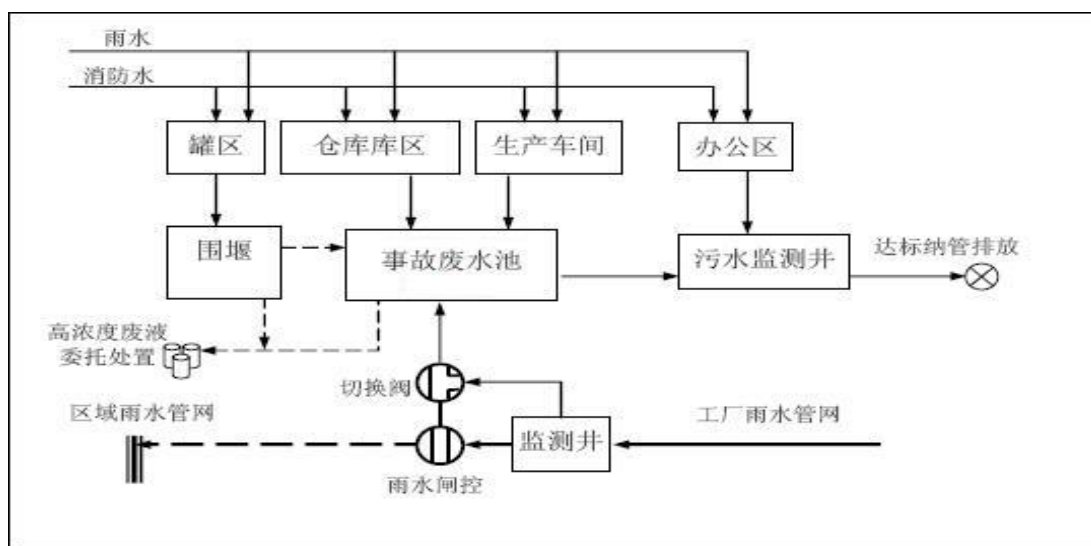 雨水
消防水
罐区
仓库库区
生产车间
办公区
围堰
事故废水池
污水监测井
达标纳管排放
高浓度废液
委托处置
切换阀
区域雨水管网
监测井
工厂雨水管网
雨水闸控